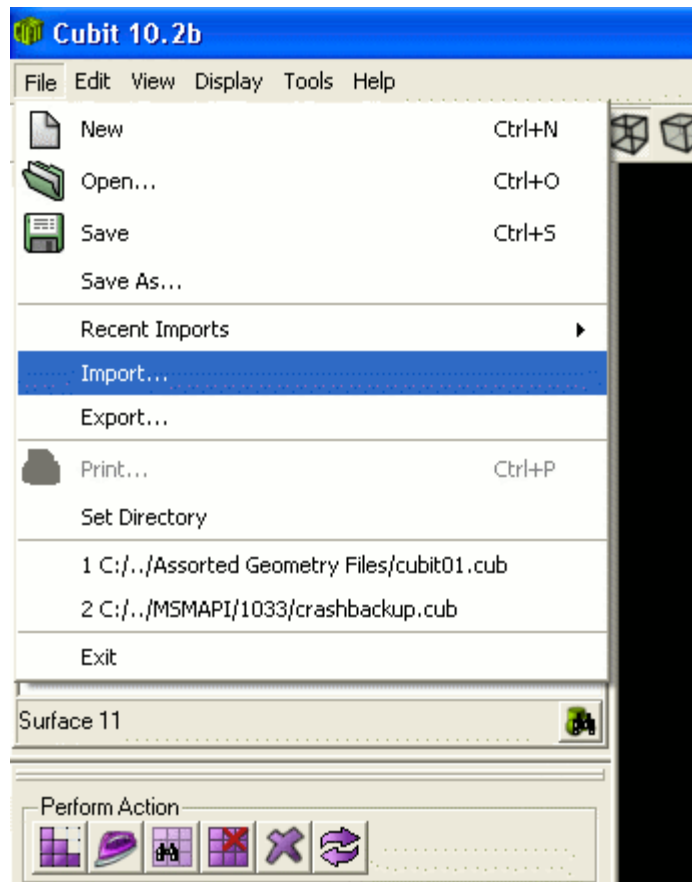 Cubit 10.2b
File Edit View Display Tools Help
New Ctrl+N
Open... Ctrl+O
Save Ctrl+S
Save As...
Recent Imports
Import...
Export...
Print... Ctrl+P
Set Directory
1 C:/../Assorted Geometry Files/cubit01.cub
2 C:/../MSMAPI/1033/crashbackup.cub
Exit
Surface 11
Perform Action